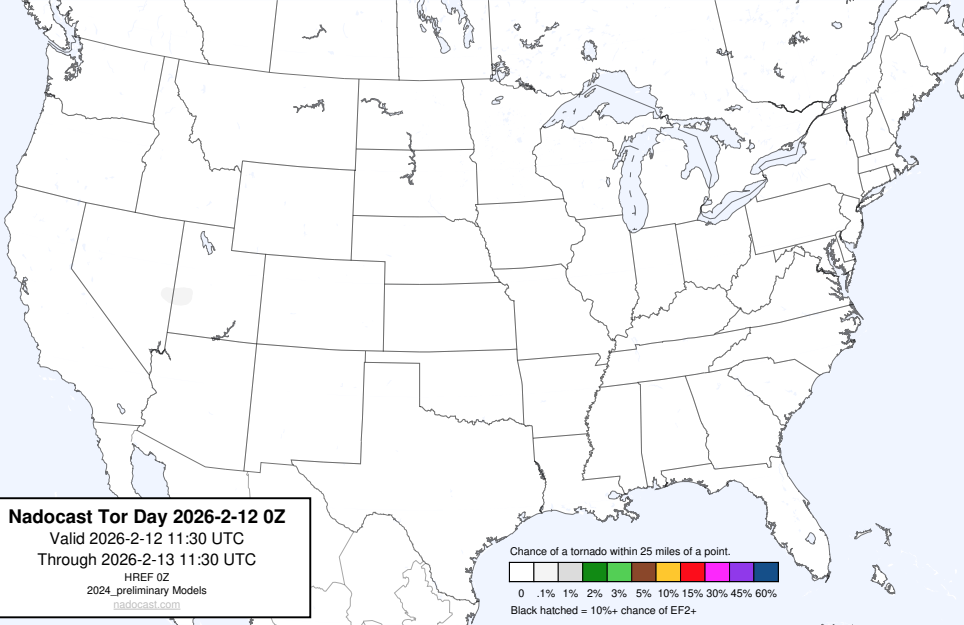 Nadocast Tor Day 2026-2-12 0Z
Valid 2026-2-12 11:30 UTC
Through 2026-2-13 11:30 UTC
HREF 0Z
2024_preliminary Models
nadocast.com
Chance of a tornado within 25 miles of a point.
0 .1% 1% 2% 3% 5% 10% 15% 30% 45% 60%
Black hatched = 10%+ chance of EF2+